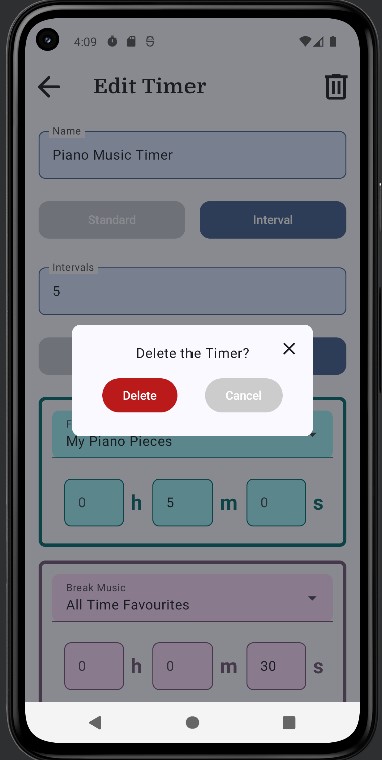 4:09
Edit Timer
Name
Piano Music Timer
Standard
Interval
Intervals
5
Delete the Timer?
Delete
Cancel
My Piano Pieces
0 h 5 m 0 s
Break Music
All Time Favourites
0 h 0 m 30 s